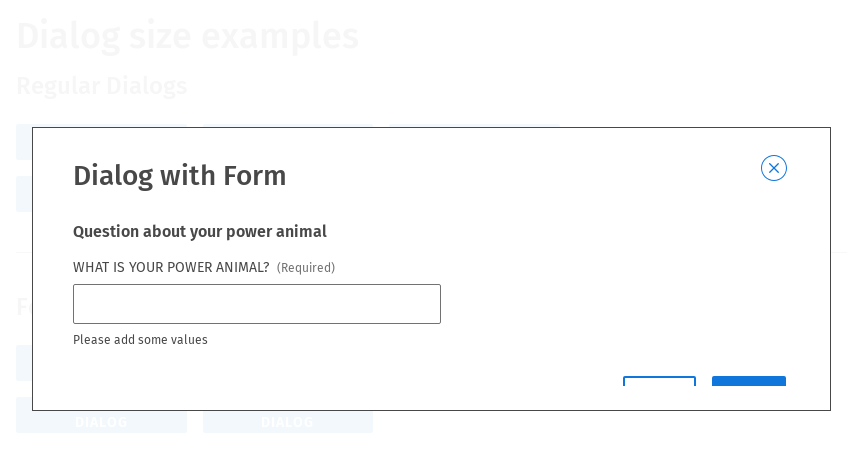 Dialog size examples
Regular Dialogs
Dialog with Form
Question about your power animal
WHAT IS YOUR POWER ANIMAL? (Required)
Please add some values
DIALOG DIALOG